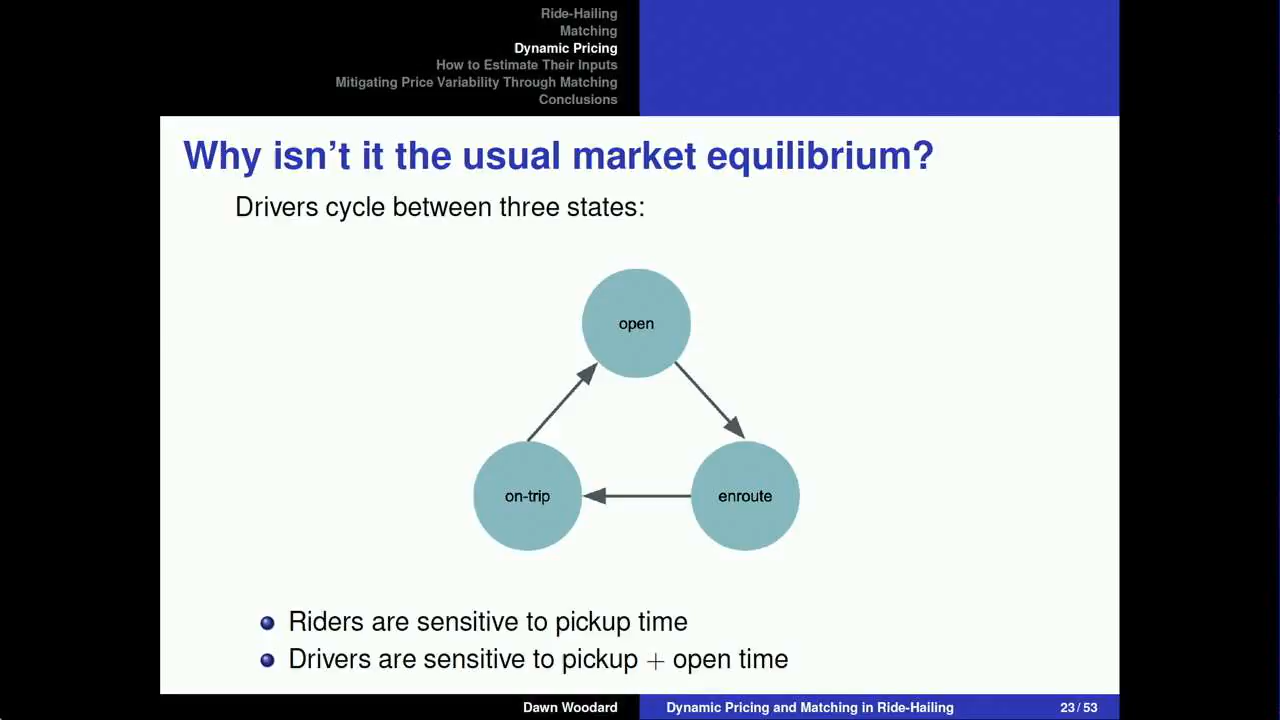 Ride-Hailing
Matching
Dynamic Pricing
How to Estimate Their Inputs
Mitigating Price Variability Through Matching
Conclusions
Why isn't it the usual market equilibrium?
Drivers cycle between three states:
open
on-trip
enroute
Riders are sensitive to pickup time
Drivers are sensitive to pickup + open time
Dawn Woodard
Dynamic Pricing and Matching in Ride-Hailing
23 / 53